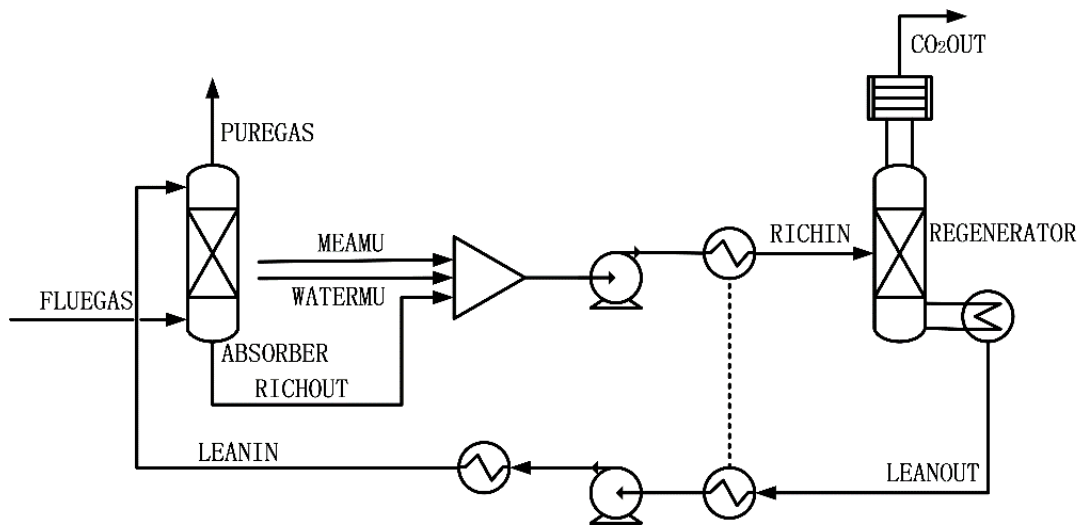 CO₂OUT
PUREGAS
MEAMU
RICHIN
REGENERATOR
WATERMU
FLUEGAS
ABSORBER
RICHOUT
LEANIN
LEANOUT